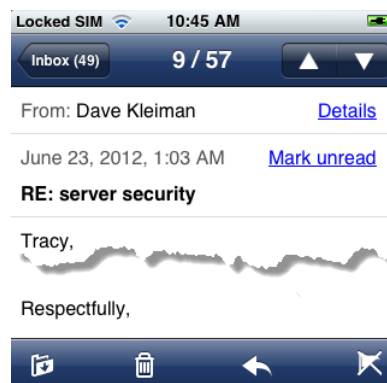 Locked SIM 10:45 AM
Inbox (49) 9 / 57
From: Dave Kleiman Details
June 23, 2012, 1:03 AM Mark unread
RE: server security
Tracy,
Respectfully,